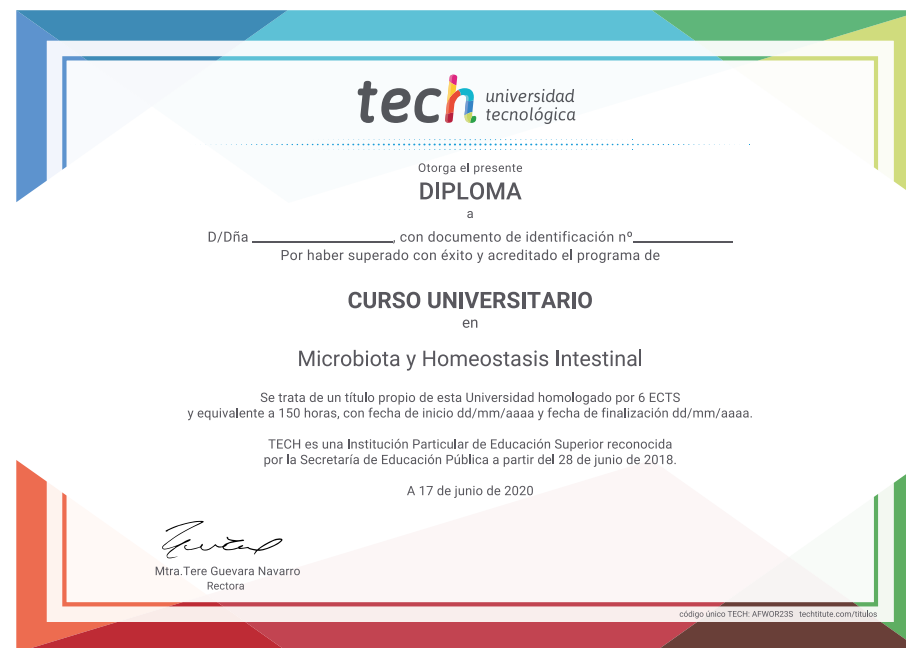 tech universidad
tecnológica
Otorga el presente
DIPLOMA
a
D/Dña ____________________, con documento de identificación nº______________
Por haber superado con éxito y acreditado el programa de
CURSO UNIVERSITARIO
en
Microbiota y Homeostasis Intestinal
Se trata de un título propio de esta Universidad homologado por 6 ECTS
y equivalente a 150 horas, con fecha de inicio dd/mm/aaaa y fecha de finalización dd/mm/aaaa.
TECH es una Institución Particular de Educación Superior reconocida
por la Secretaría de Educación Pública a partir del 28 de junio de 2018.
A 17 de junio de 2020
Mtra.Tere Guevara Navarro
Rectora
código único TECH: AFWOR23S techtitute.com/titulos